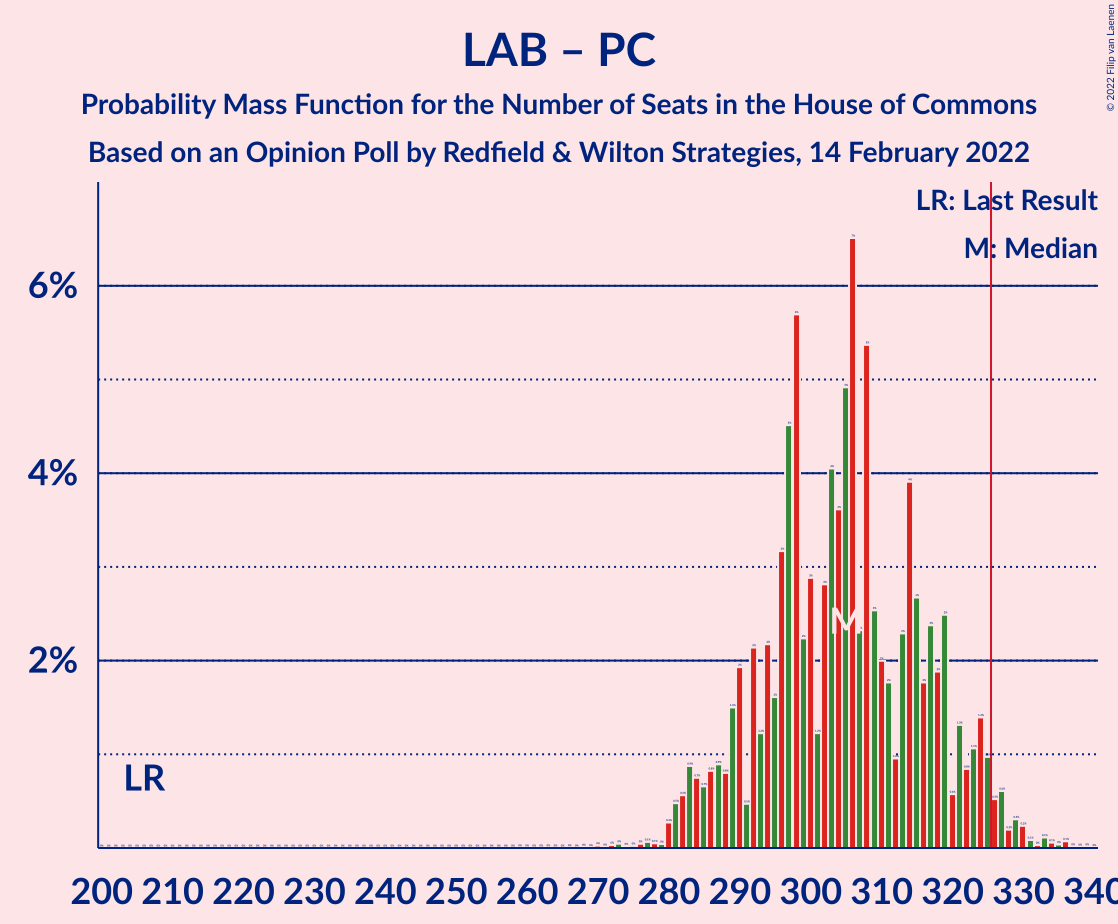 LAB – PC
Probability Mass Function for the Number of Seats in the House of Commons
Based on an Opinion Poll by Redfield & Wilton Strategies, 14 February 2022
© 2022 Filip van Laenen
LR: Last Result
M: Median
6%
4%
2%
LR
M
200 210 220 230 240 250 260 270 280 290 300 310 320 330 340